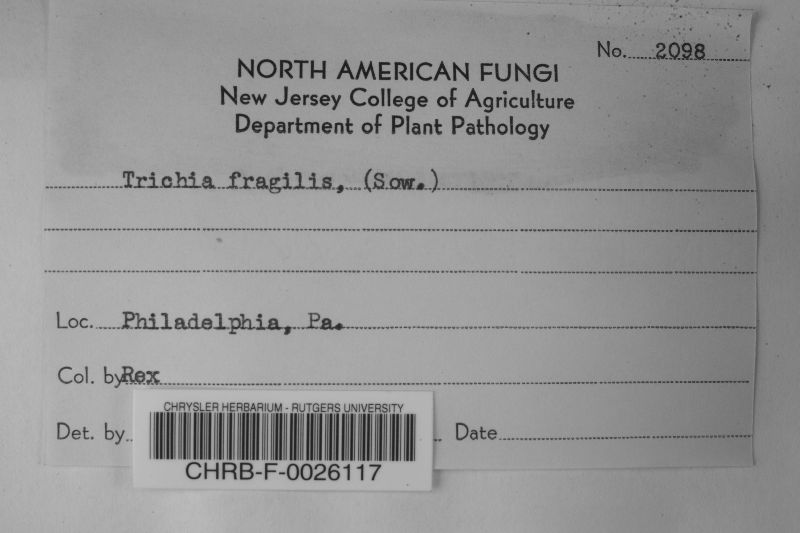 No. 2098
NORTH AMERICAN FUNGI
New Jersey College of Agriculture
Department of Plant Pathology
Trichia fragilis, (Sow.)
Loc. Philadelphia, Pa.
Col. by Rex
Det. by Date
CHRYSLER HERBARIUM - RUTGERS UNIVERSITY
CHRB-F-0026117